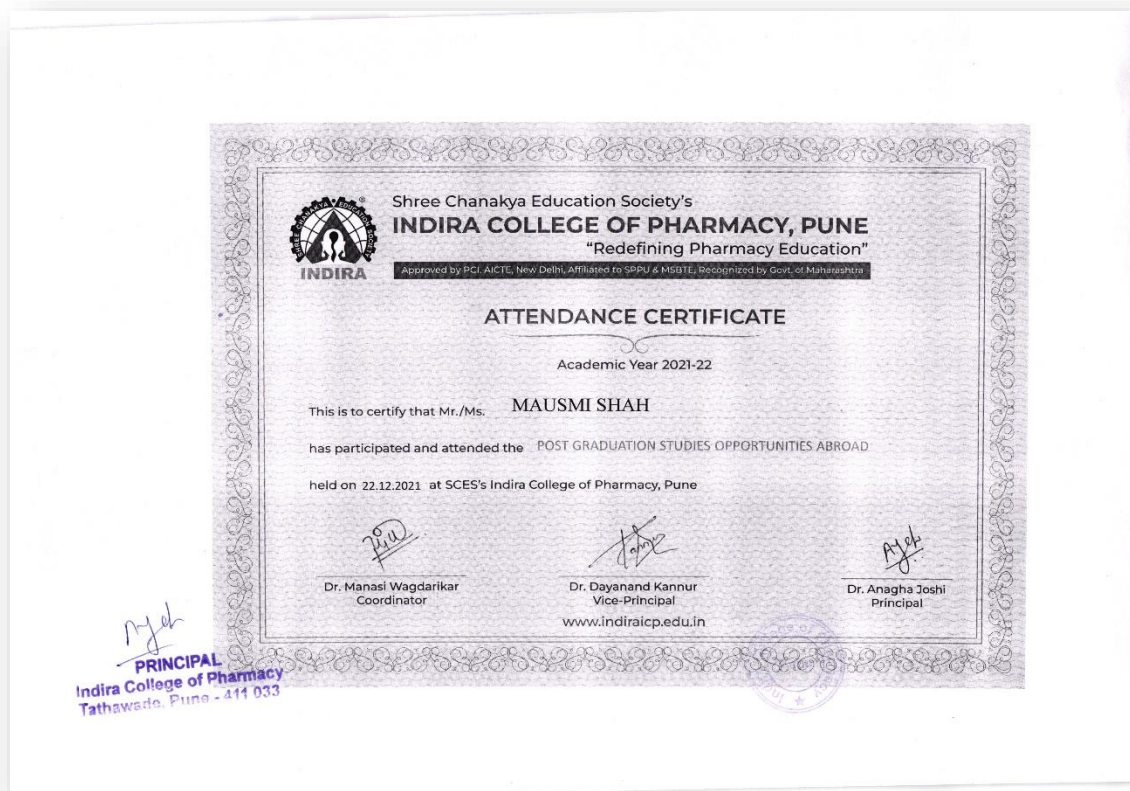 Shree Chanakya Education Society's
INDIRA COLLEGE OF PHARMACY, PUNE
"Redefining Pharmacy Education"
Approved by PCI, AICTE, New Delhi, Affiliated to SPPU & MSBTE, Recognized by Govt. of Maharashtra
SHREE CHANAKYA EDUCATION SOCIETY
®
INDIRA
ATTENDANCE CERTIFICATE
Academic Year 2021-22
This is to certify that Mr./Ms. MAUSMI SHAH
has participated and attended the POST GRADUATION STUDIES OPPORTUNITIES ABROAD
held on 22.12.2021 at SCES's Indira College of Pharmacy, Pune
Dr. Manasi Wagdarikar
Coordinator
Dr. Dayanand Kannur
Vice-Principal
Dr. Anagha Joshi
Principal
www.indiraicp.edu.in
PRINCIPAL
Indira College of Pharmacy
Tathawade, Pune - 411 033